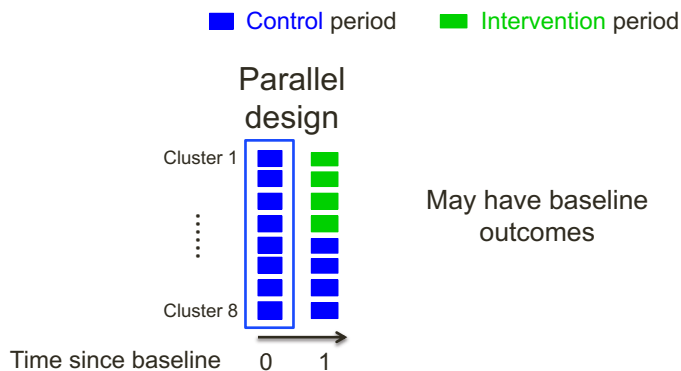 Control period
Intervention period
Parallel
design
Cluster 1
Cluster 8
May have baseline
outcomes
Time since baseline
0
1